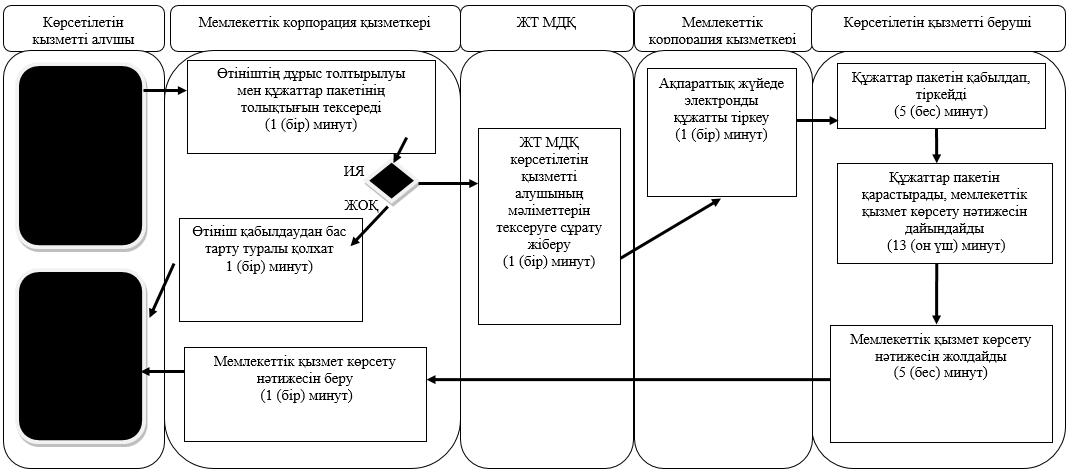 Көрсетілетін
қызметті алушы
Мемлекеттік корпорация қызметкері
ЖТ МДҚ
Мемлекеттік
корпорация қызметкері
Көрсетілетін қызметті беруші
Өтініштің дұрыс толтырылуы
мен құжаттар пакетінің
толықтығын тексереді
(1 (бір) минут)
ИЯ
ЖОҚ
Өтініш қабылдаудан бас
тарту туралы қолхат
1 (бір) минут)
Мемлекеттік қызмет көрсету
нәтижесін беру
(1 (бір) минут)
ЖТ МДҚ
көрсетілетін
қызметті
алушының
мәліметтерін
тексеруге сұрату
жіберу
(1 (бір) минут)
Ақпараттық жүйеде
электронды
құжатты тіркеу
(1 (бір) минут)
Құжаттар пакетін қабылдап,
тіркейді
(5 (бес) минут)
Құжаттар пакетін
қарастырады, мемлекеттік
қызмет көрсету нәтижесін
дайындайды
(13 (он үш) минут)
Мемлекеттік қызмет көрсету
нәтижесін жолдайды
(5 (бес) минут)